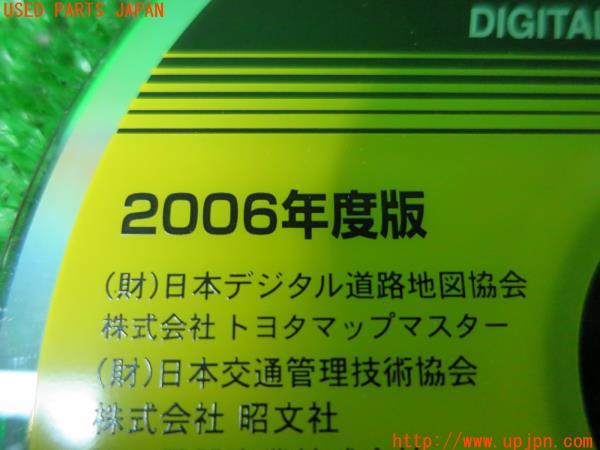 USED PARTS JAPAN
DIGITAL
2006年度版
(財)日本デジタル道路地図協会
株式会社 トヨタマップマスター
(財)日本交通管理技術協会
株式会社 昭文社
http://www.upjpn.com